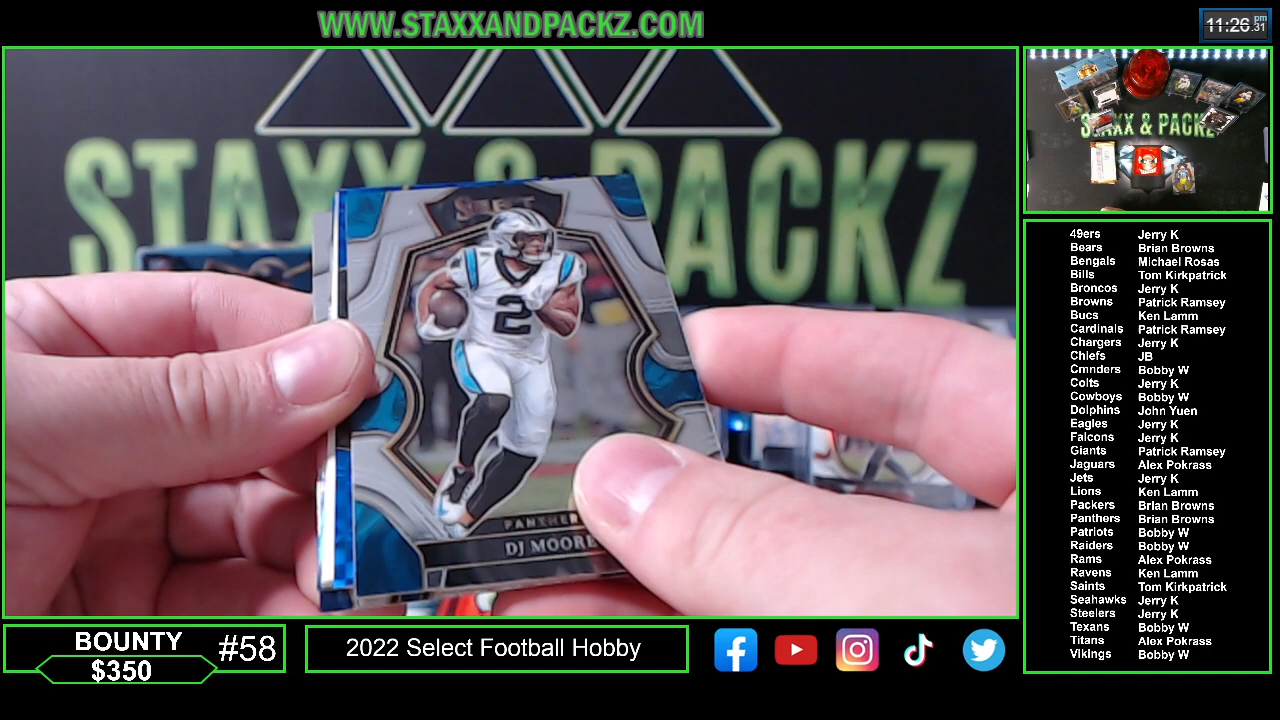 WWW.STAXXANDPACKZ.COM
11:26 pm .31
STAXX & PACKZ
SELECT
2
PANTHER
DJ MOORE
STAXX & PACKZ
49ers Jerry K
Bears Brian Browns
Bengals Michael Rosas
Bills Tom Kirkpatrick
Broncos Jerry K
Browns Patrick Ramsey
Bucs Ken Lamm
Cardinals Patrick Ramsey
Chargers Jerry K
Chiefs JB
Cmnders Bobby W
Colts Jerry K
Cowboys Bobby W
Dolphins John Yuen
Eagles Jerry K
Falcons Jerry K
Giants Patrick Ramsey
Jaguars Alex Pokrass
Jets Jerry K
Lions Ken Lamm
Packers Brian Browns
Panthers Brian Browns
Patriots Bobby W
Raiders Bobby W
Rams Alex Pokrass
Ravens Ken Lamm
Saints Tom Kirkpatrick
Seahawks Jerry K
Steelers Jerry K
Texans Bobby W
Titans Alex Pokrass
Vikings Bobby W
BOUNTY #58
$350
2022 Select Football Hobby